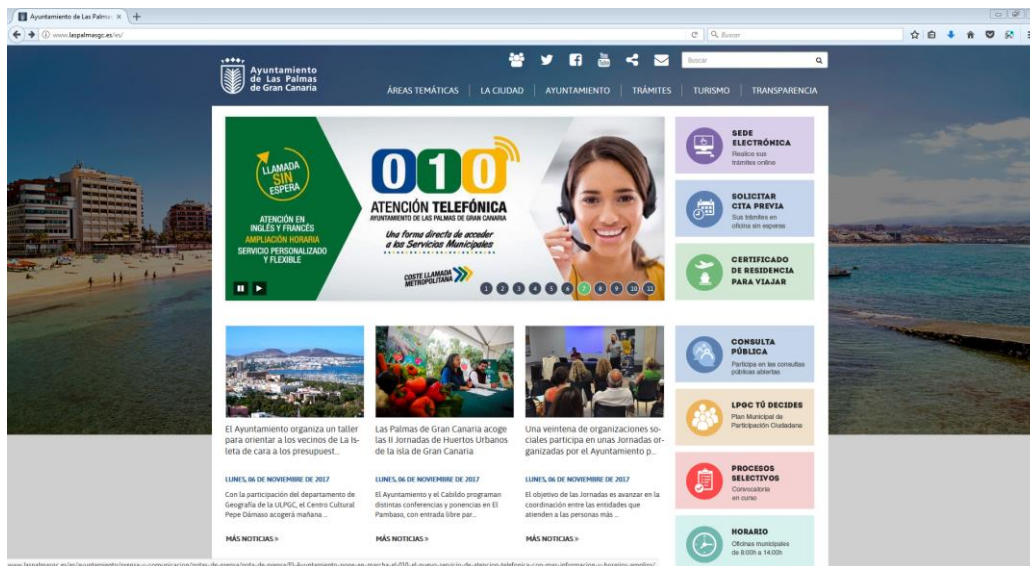 Ayuntamiento de Las Palmas
www.laspalmasgc.es/es/
Buscar
Ayuntamiento
de Las Palmas
de Gran Canaria
Buscar
ÁREAS TEMÁTICAS
LA CIUDAD
AYUNTAMIENTO
TRÁMITES
TURISMO
TRANSPARENCIA
LLAMADA
SIN
ESPERA
ATENCIÓN EN
INGLÉS Y FRANCÉS
AMPLIACIÓN HORARIA
SERVICIO PERSONALIZADO
Y FLEXIBLE
010
ATENCIÓN TELEFÓNICA
AYUNTAMIENTO DE LAS PALMAS DE GRAN CANARIA
Una forma directa de acceder
a los Servicios Municipales
COSTE LLAMADA
METROPOLITANA
1 2 3 4 5 6 7 8 9 10 11
SEDE
ELECTRÓNICA
Realice sus
trámites online
SOLICITAR
CITA PREVIA
Sus trámites en
oficina sin esperas
CERTIFICADO
DE RESIDENCIA
PARA VIAJAR
El Ayuntamiento organiza un taller
para orientar a los vecinos de La Is-
leta de cara a los presupuest...
LUNES, 06 DE NOVIEMBRE DE 2017
Con la participación del departamento de
Geografía de la ULPGC, el Centro Cultural
Pepe Dámaso acogerá mañana ...
MÁS NOTICIAS »
Las Palmas de Gran Canaria acoge
las II Jornadas de Huertos Urbanos
de la isla de Gran Canaria
LUNES, 06 DE NOVIEMBRE DE 2017
El Ayuntamiento y el Cabildo programan
distintas conferencias y ponencias en El
Pambaso, con entrada libre par...
MÁS NOTICIAS »
Una veintena de organizaciones so-
ciales participa en unas Jornadas or-
ganizadas por el Ayuntamiento p...
LUNES, 06 DE NOVIEMBRE DE 2017
El objetivo de las Jornadas es avanzar en la
coordinación entre las entidades que
atienden a las personas más ...
MÁS NOTICIAS »
CONSULTA
PÚBLICA
Participa en las consultas
públicas abiertas
LPGC TÚ DECIDES
Plan Municipal de
Participación Ciudadana
PROCESOS
SELECTIVOS
Convocatoria
en curso
HORARIO
Oficinas municipales
de 8:00h a 14:00h